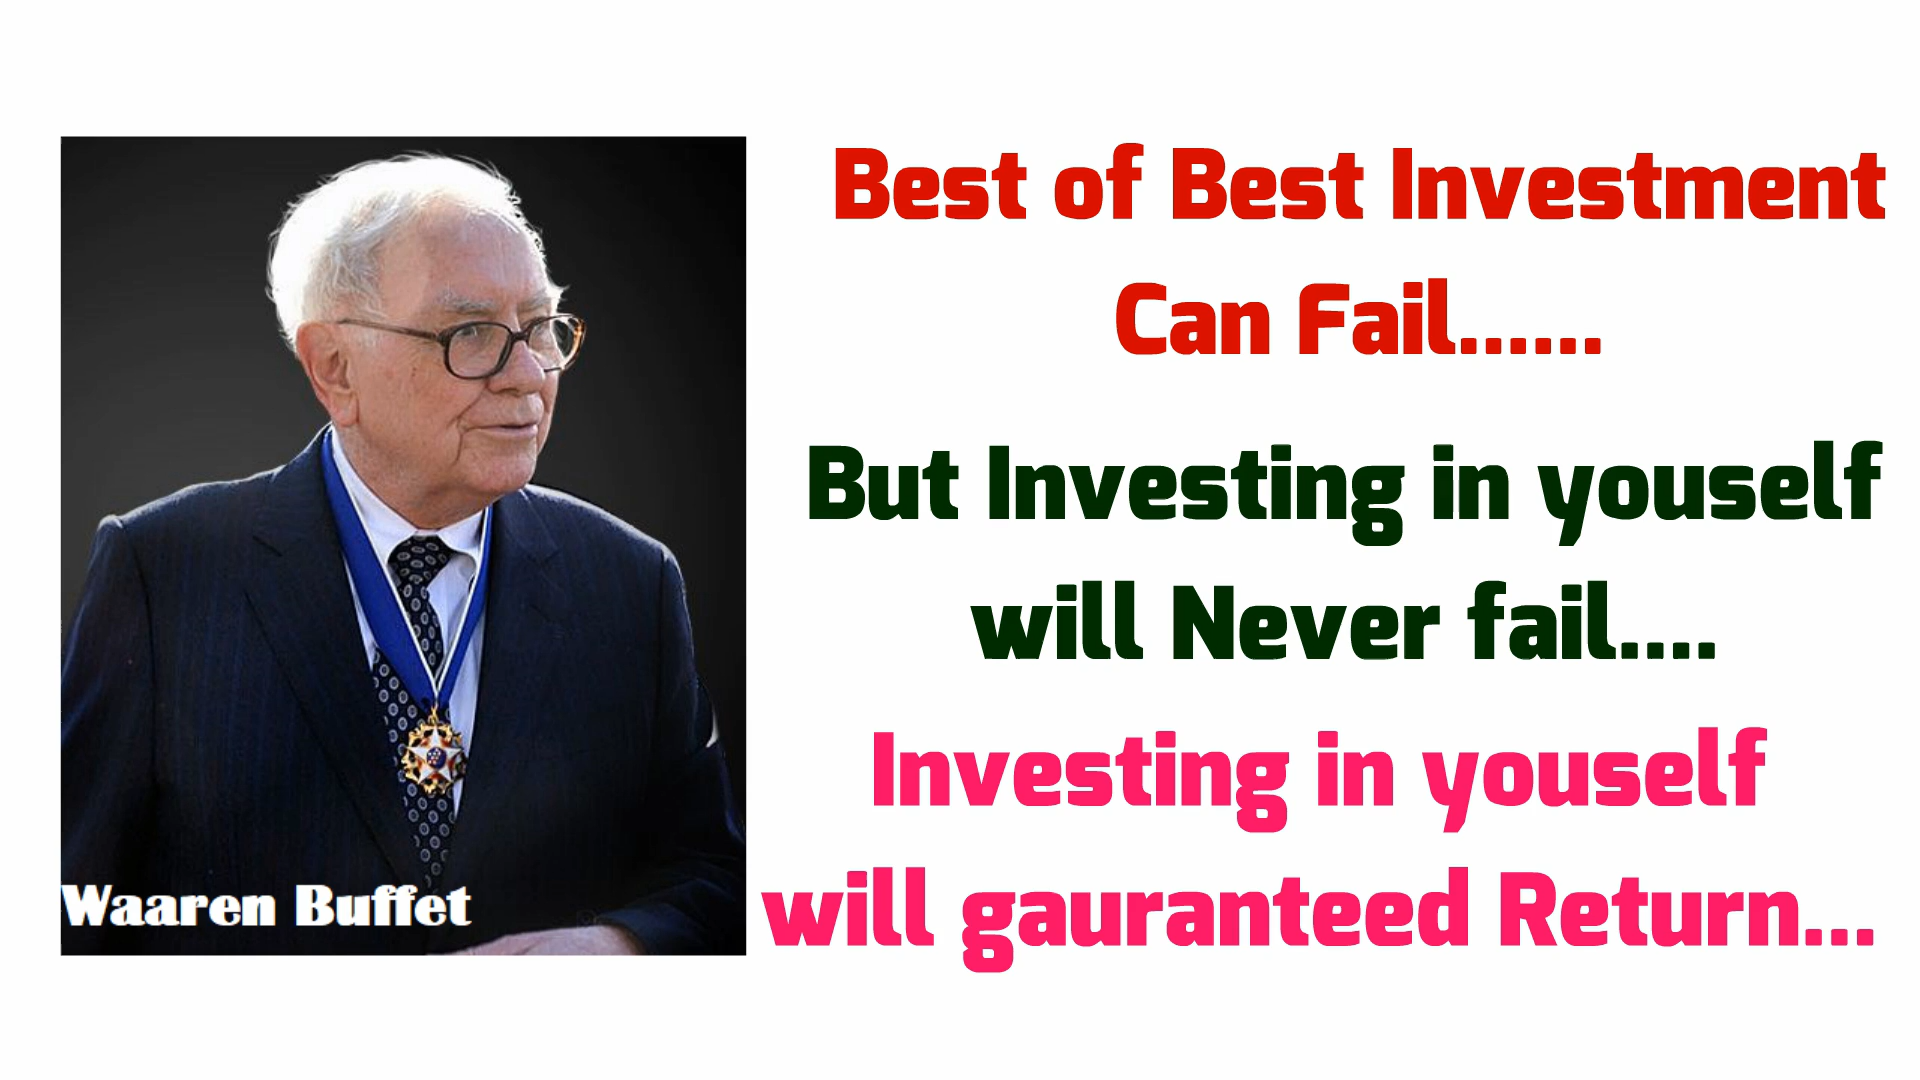 Best of Best Investment
Can Fail......
But Investing in youself
will Never fail....
Investing in youself
will gauranteed Return...
Waaren Buffet